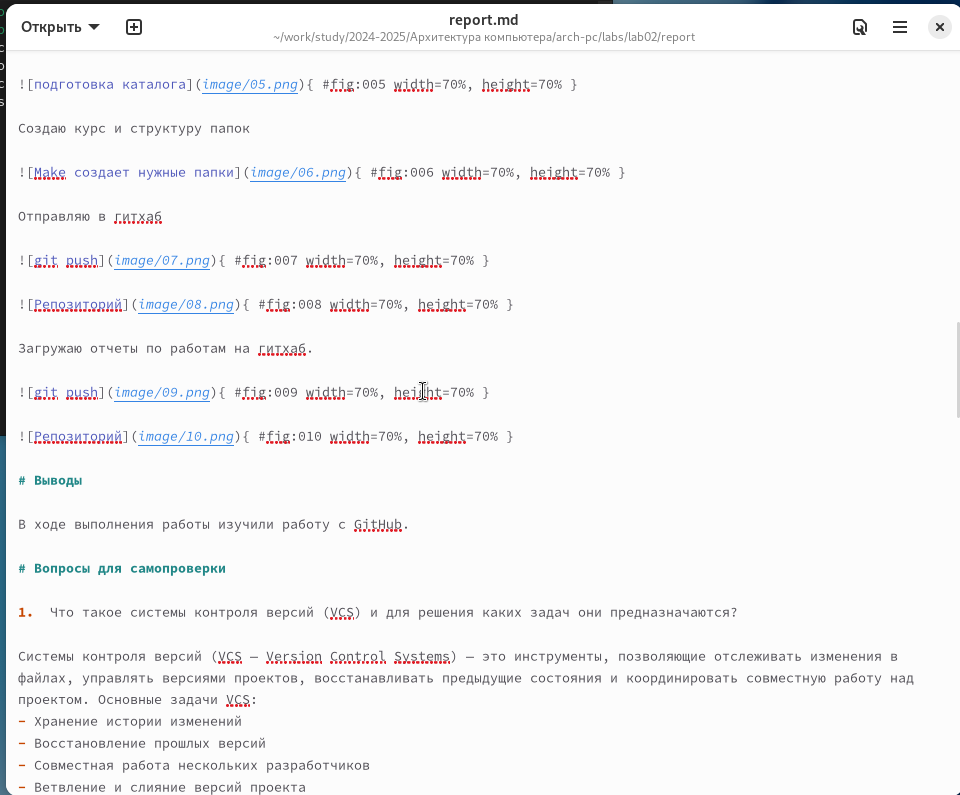 Открыть
report.md
~/work/study/2024-2025/Архитектура компьютера/arch-pc/labs/lab02/report
![подготовка каталога](image/05.png){ #fig:005 width=70%, height=70% }
Создаю курс и структуру папок
![Make создает нужные папки](image/06.png){ #fig:006 width=70%, height=70% }
Отправляю в гитхаб
![git push](image/07.png){ #fig:007 width=70%, height=70% }
![Репозиторий](image/08.png){ #fig:008 width=70%, height=70% }
Загружаю отчеты по работам на гитхаб.
![git push](image/09.png){ #fig:009 width=70%, height=70% }
![Репозиторий](image/10.png){ #fig:010 width=70%, height=70% }
# Выводы
В ходе выполнения работы изучили работу с GitHub.
# Вопросы для самопроверки
1. Что такое системы контроля версий (VCS) и для решения каких задач они предназначаются?
Системы контроля версий (VCS — Version Control Systems) — это инструменты, позволяющие отслеживать изменения в
файлах, управлять версиями проектов, восстанавливать предыдущие состояния и координировать совместную работу над
проектом. Основные задачи VCS:
- Хранение истории изменений
- Восстановление прошлых версий
- Совместная работа нескольких разработчиков
- Ветвление и слияние версий проекта